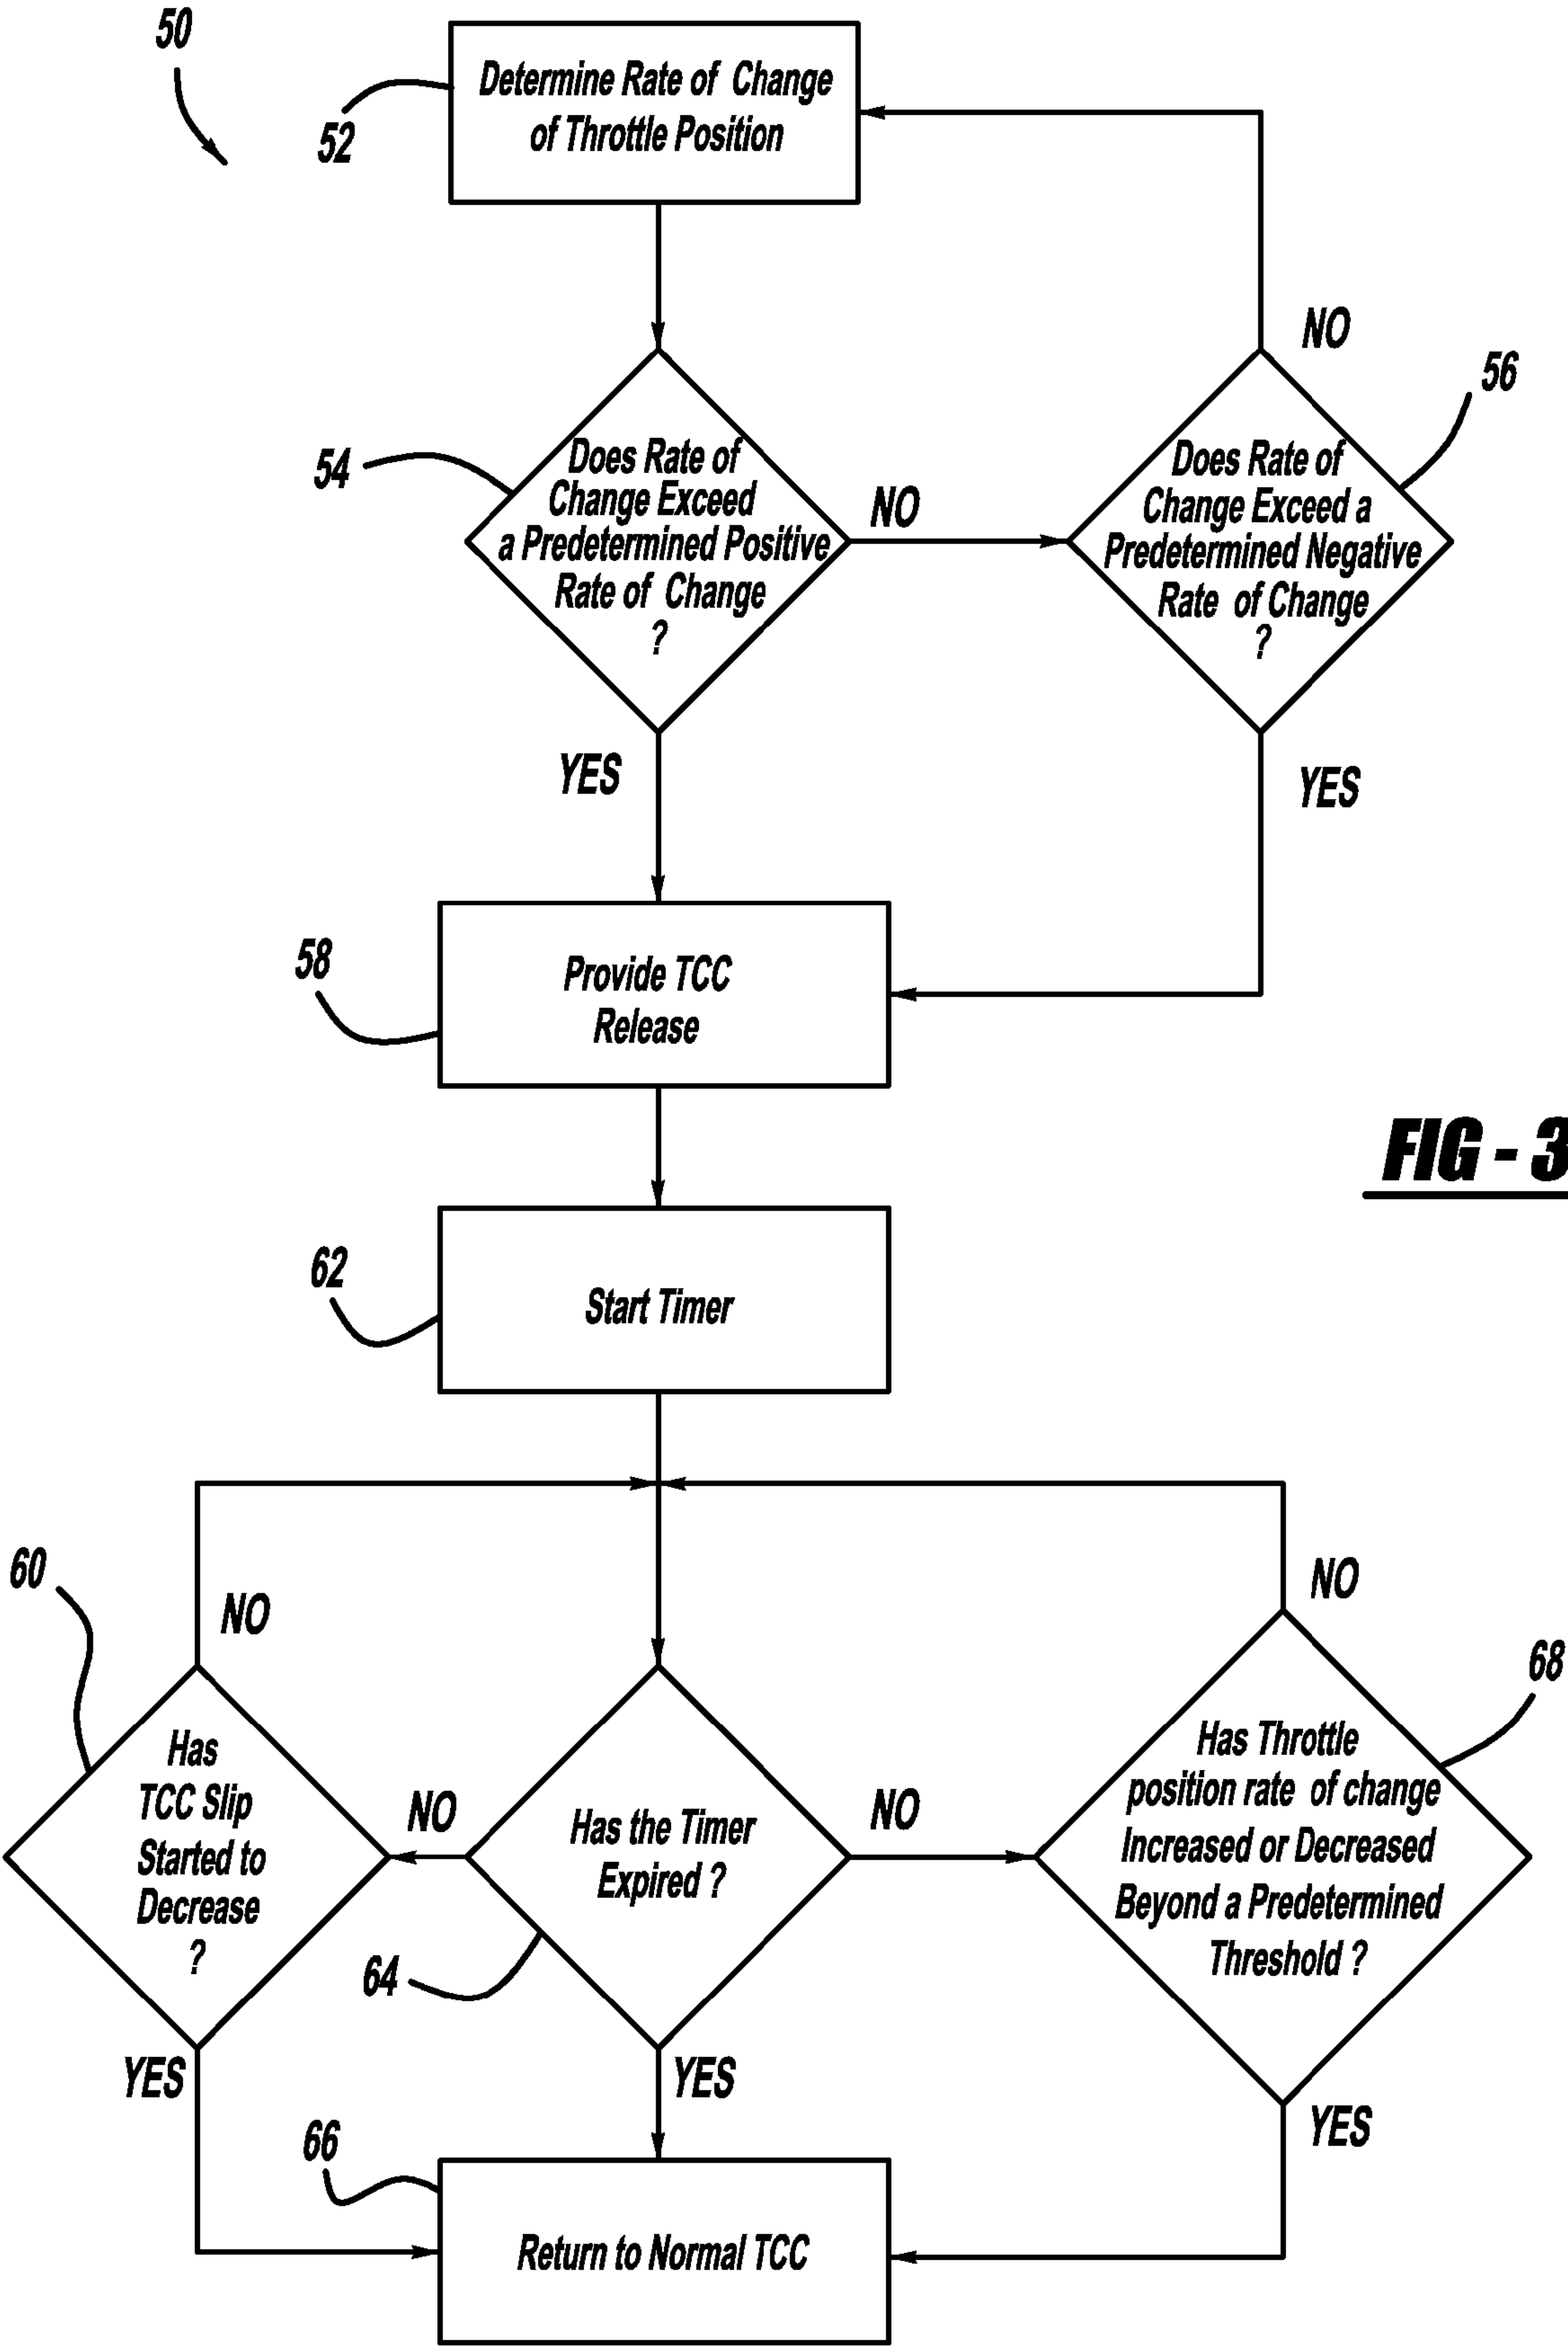 50
52
Determine Rate of Change
of Throttle Position
NO
56
54
Does Rate of
Change Exceed
a Predetermined Positive
Rate of Change
?
NO
Does Rate of
Change Exceed a
Predetermined Negative
Rate of Change
?
YES
YES
58
Provide TCC
Release
FIG - 3
62
Start Timer
60
NO
NO
68
Has
TCC Slip
Started to
Decrease
?
NO
Has the Timer
Expired ?
NO
Has Throttle
position rate of change
Increased or Decreased
Beyond a Predetermined
Threshold ?
64
YES
YES
YES
66
Return to Normal TCC